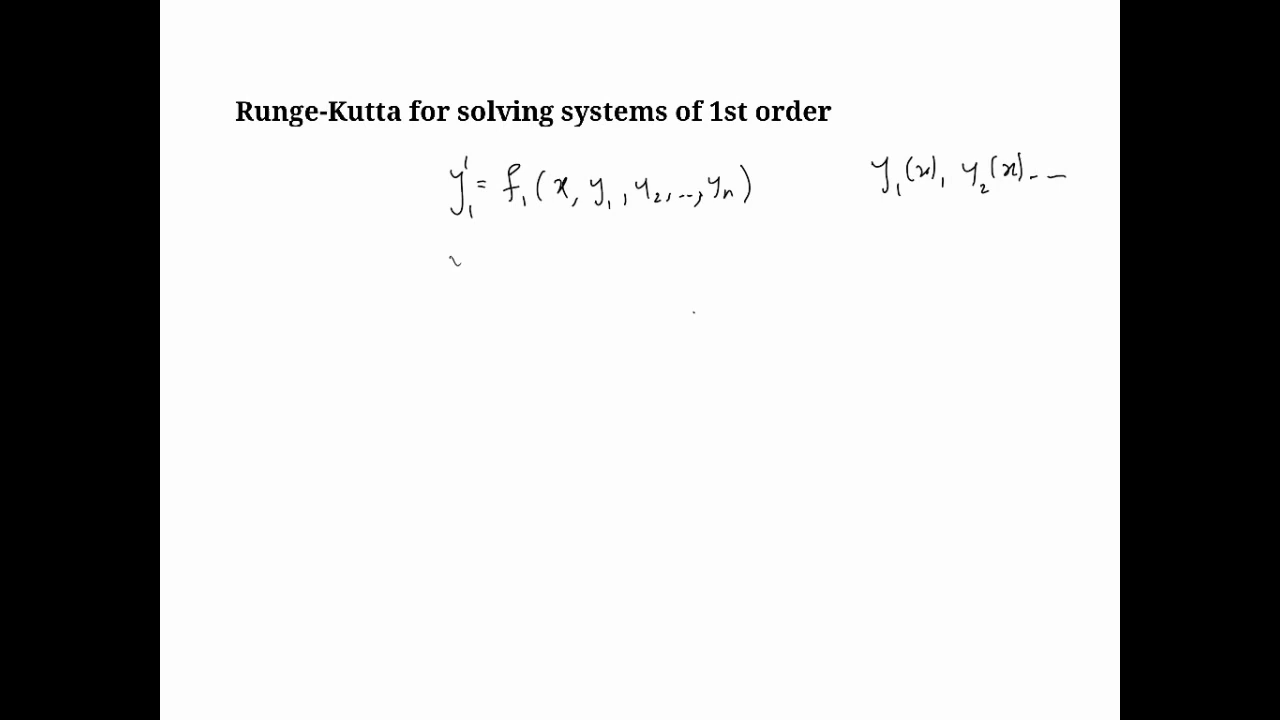 Runge-Kutta for solving systems of 1st order
y₁' = f₁(x, y₁, y₂, .., yₙ)
y₁(x), y₂(x) - -